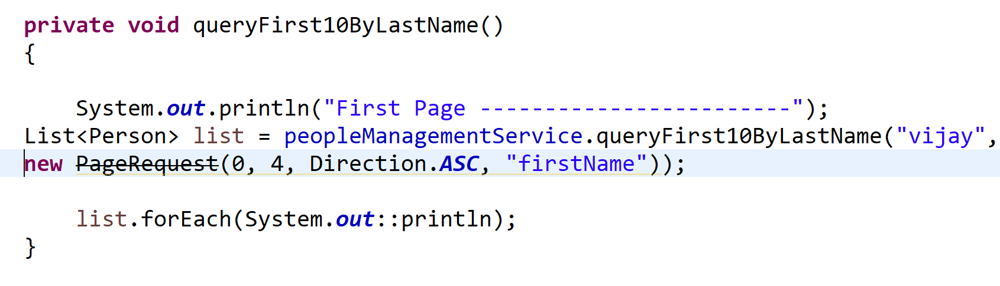 private void queryFirst10ByLastName()
{
System.out.println("First Page ------------------------");
List<Person> list = peopleManagementService.queryFirst10ByLastName("vijay",
new PageRequest(0, 4, Direction.ASC, "firstName"));
list.forEach(System.out::println);
}